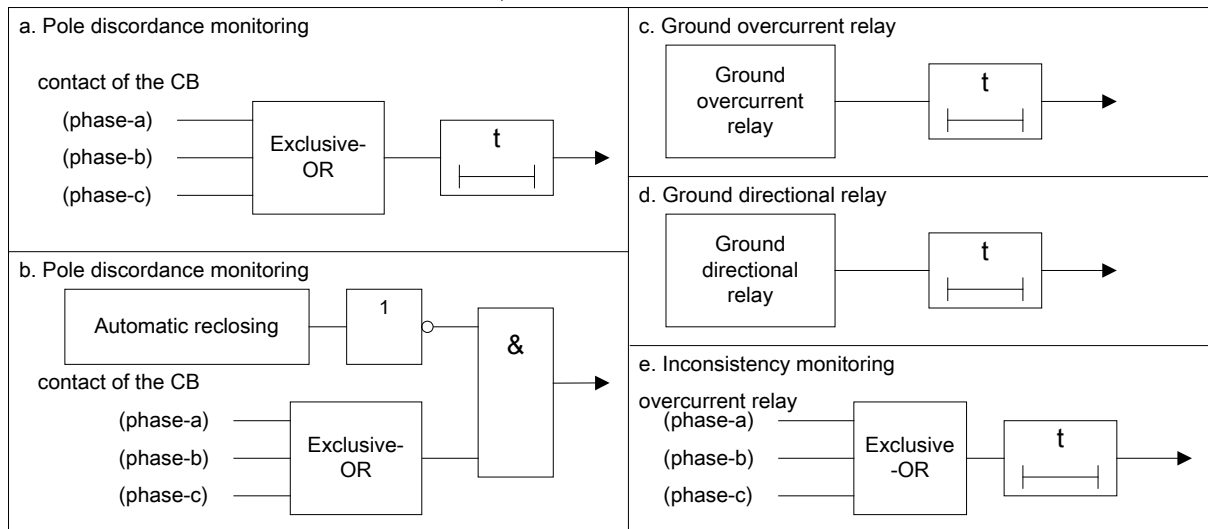 a. Pole discordance monitoring
contact of the CB
(phase-a)
(phase-b)
(phase-c)
Exclusive-
OR
t
b. Pole discordance monitoring
Automatic reclosing
1
&
contact of the CB
(phase-a)
(phase-b)
(phase-c)
Exclusive-
OR
c. Ground overcurrent relay
Ground
overcurrent
relay
t
d. Ground directional relay
Ground
directional
relay
t
e. Inconsistency monitoring
overcurrent relay
(phase-a)
(phase-b)
(phase-c)
Exclusive
-OR
t